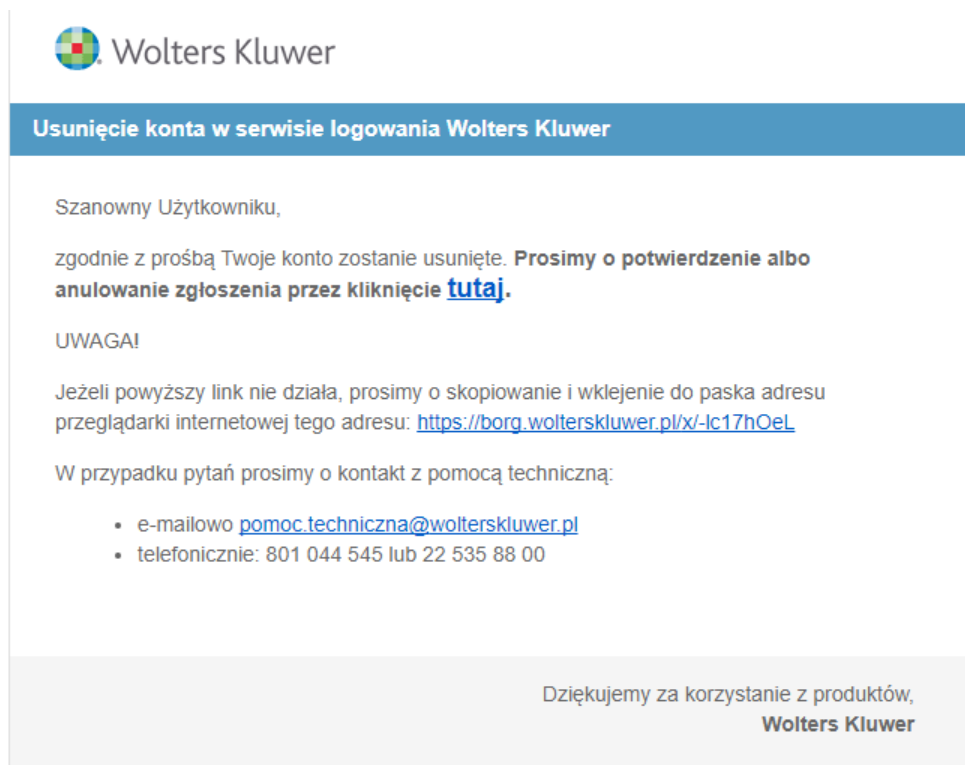 Wolters Kluwer
Usunięcie konta w serwisie logowania Wolters Kluwer
Szanowny Użytkowniku,
zgodnie z prośbą Twoje konto zostanie usunięte. Prosimy o potwierdzenie albo
anulowanie zgłoszenia przez kliknięcie tutaj.
UWAGA!
Jeżeli powyższy link nie działa, prosimy o skopiowanie i wklejenie do paska adresu
przeglądarki internetowej tego adresu: https://borg.wolterskluwer.pl/x/-lc17hOeL
W przypadku pytań prosimy o kontakt z pomocą techniczną:
• e-mailowo pomoc.techniczna@wolterskluwer.pl
• telefonicznie: 801 044 545 lub 22 535 88 00
Dziękujemy za korzystanie z produktów,
Wolters Kluwer